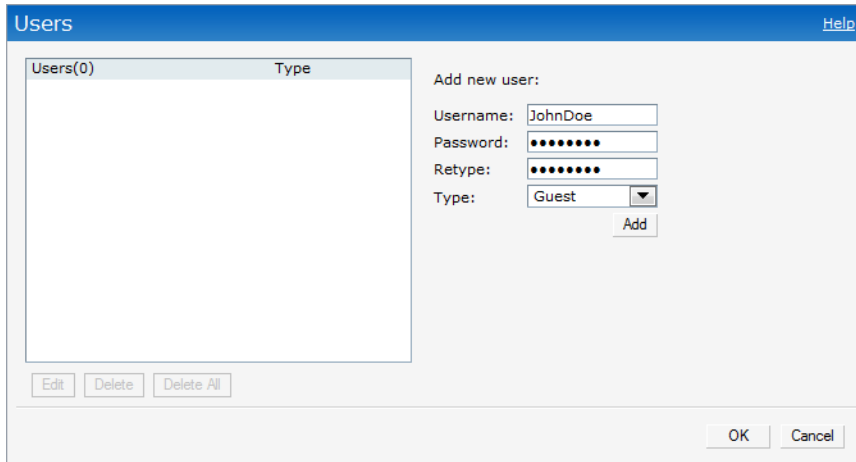 Users Help
Users(0) Type
Add new user:
Username: JohnDoe
Password: ●●●●●●●●
Retype: ●●●●●●●●
Type: Guest
Add
Edit Delete Delete All
OK Cancel